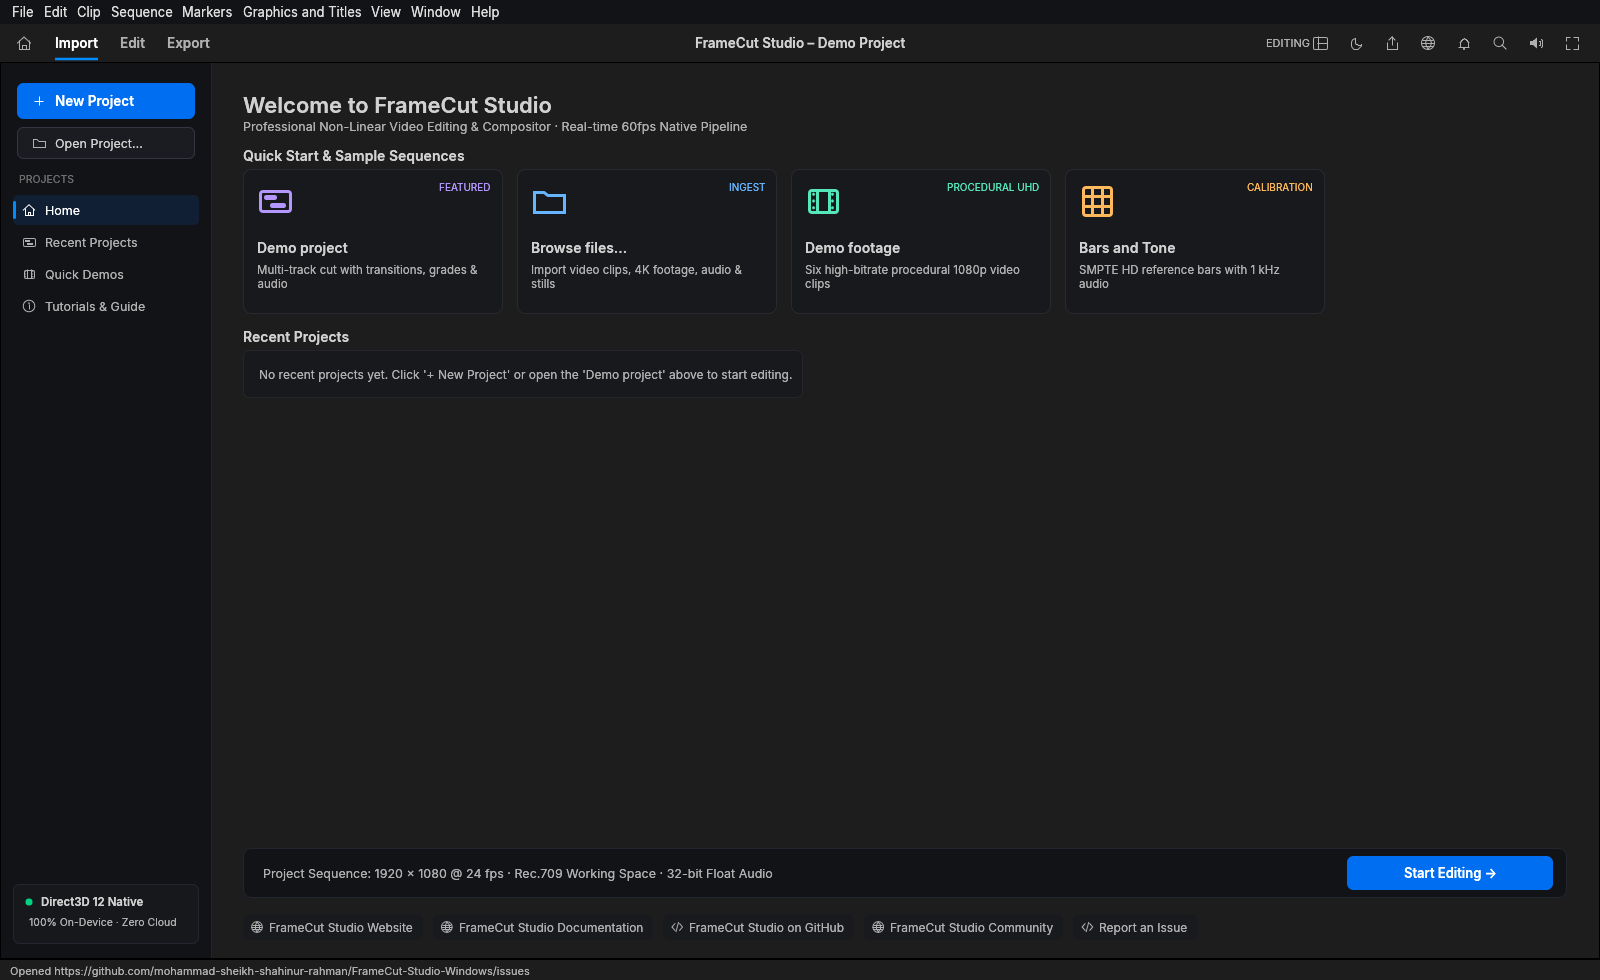 File Edit Clip Sequence Markers Graphics and Titles View Window Help
Import Edit Export
FrameCut Studio – Demo Project
EDITING
New Project
Open Project...
PROJECTS
Home
Recent Projects
Quick Demos
Tutorials & Guide
Welcome to FrameCut Studio
Professional Non-Linear Video Editing & Compositor · Real-time 60fps Native Pipeline
Quick Start & Sample Sequences
FEATURED
Demo project
Multi-track cut with transitions, grades &
audio
INGEST
Browse files...
Import video clips, 4K footage, audio &
stills
PROCEDURAL UHD
Demo footage
Six high-bitrate procedural 1080p video
clips
CALIBRATION
Bars and Tone
SMPTE HD reference bars with 1 kHz
audio
Recent Projects
No recent projects yet. Click '+ New Project' or open the 'Demo project' above to start editing.
Project Sequence: 1920 × 1080 @ 24 fps · Rec.709 Working Space · 32-bit Float Audio
Start Editing →
Direct3D 12 Native
100% On-Device · Zero Cloud
FrameCut Studio Website
FrameCut Studio Documentation
FrameCut Studio on GitHub
FrameCut Studio Community
Report an Issue
Opened https://github.com/mohammad-sheikh-shahinur-rahman/FrameCut-Studio-Windows/issues